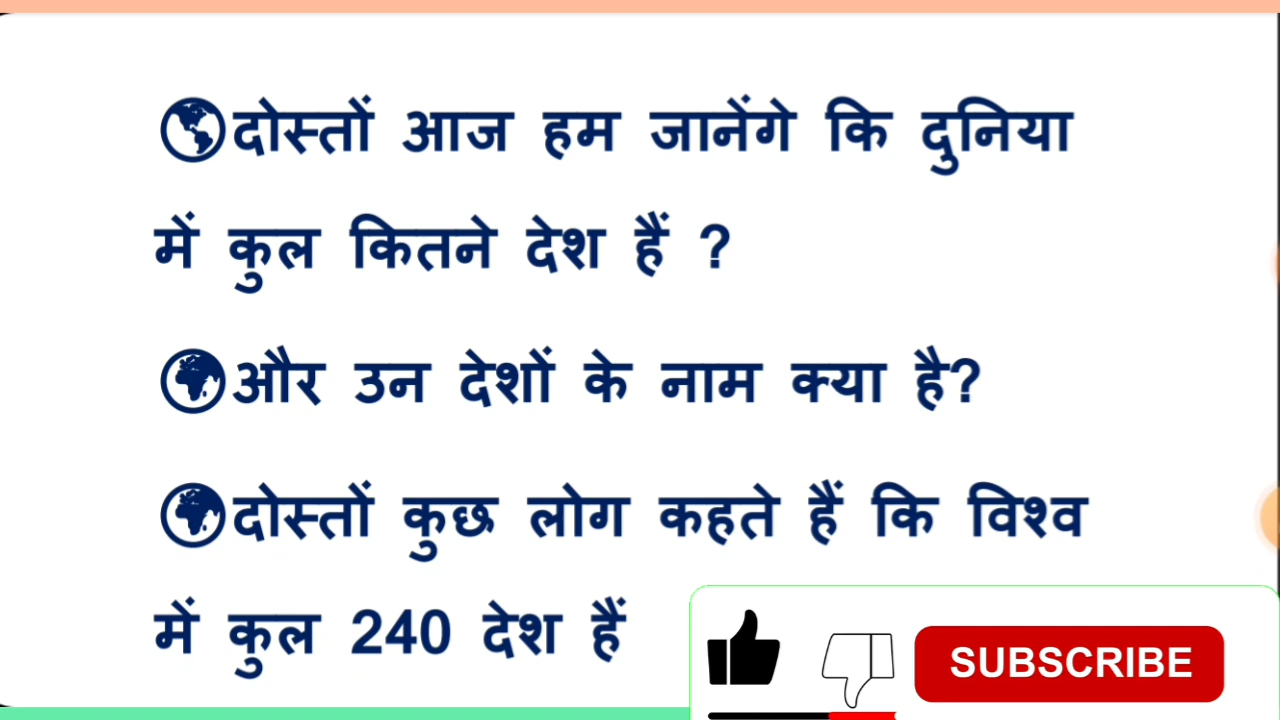 🌎दोस्तों आज हम जानेंगे कि दुनिया
में कुल कितने देश हैं ?
🌍और उन देशों के नाम क्या है?
🌍दोस्तों कुछ लोग कहते हैं कि विश्व
में कुल 240 देश हैं
SUBSCRIBE